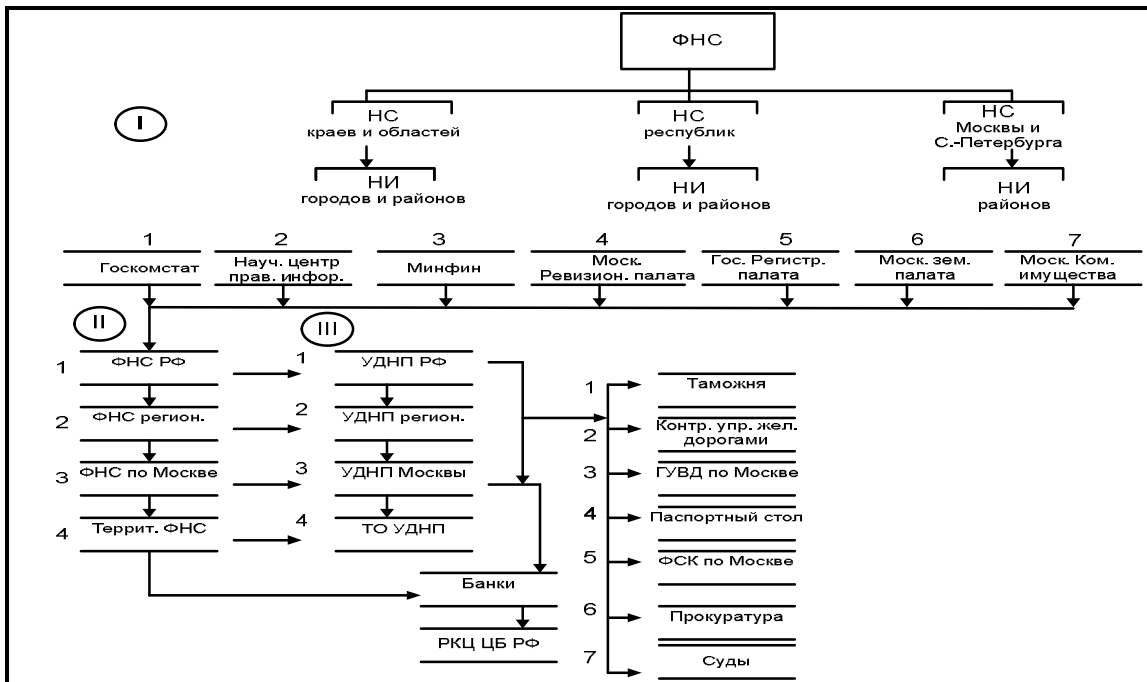 ФНС
НС
краев и областей
НС
республик
НС
Москвы и
С.-Петербурга
I
НИ
городов и районов
НИ
городов и районов
НИ
районов
1
2
3
4
5
6
7
Госкомстат
Науч. центр
прав. инфор.
Минфин
Моск.
Ревизион. палата
Гос. Регистр.
палата
Моск. зем.
палата
Моск. Ком.
имущества
II
III
1
ФНС РФ
2
ФНС регион.
3
ФНС по Москве
4
Террит. ФНС
1
УДНП РФ
2
УДНП регион.
3
УДНП Москвы
4
ТО УДНП
Банки
РКЦ ЦБ РФ
1
Таможня
2
Контр. упр. жел.
дорогами
3
ГУВД по Москве
4
Паспортный стол
5
ФСК по Москве
6
Прокуратура
7
Суды